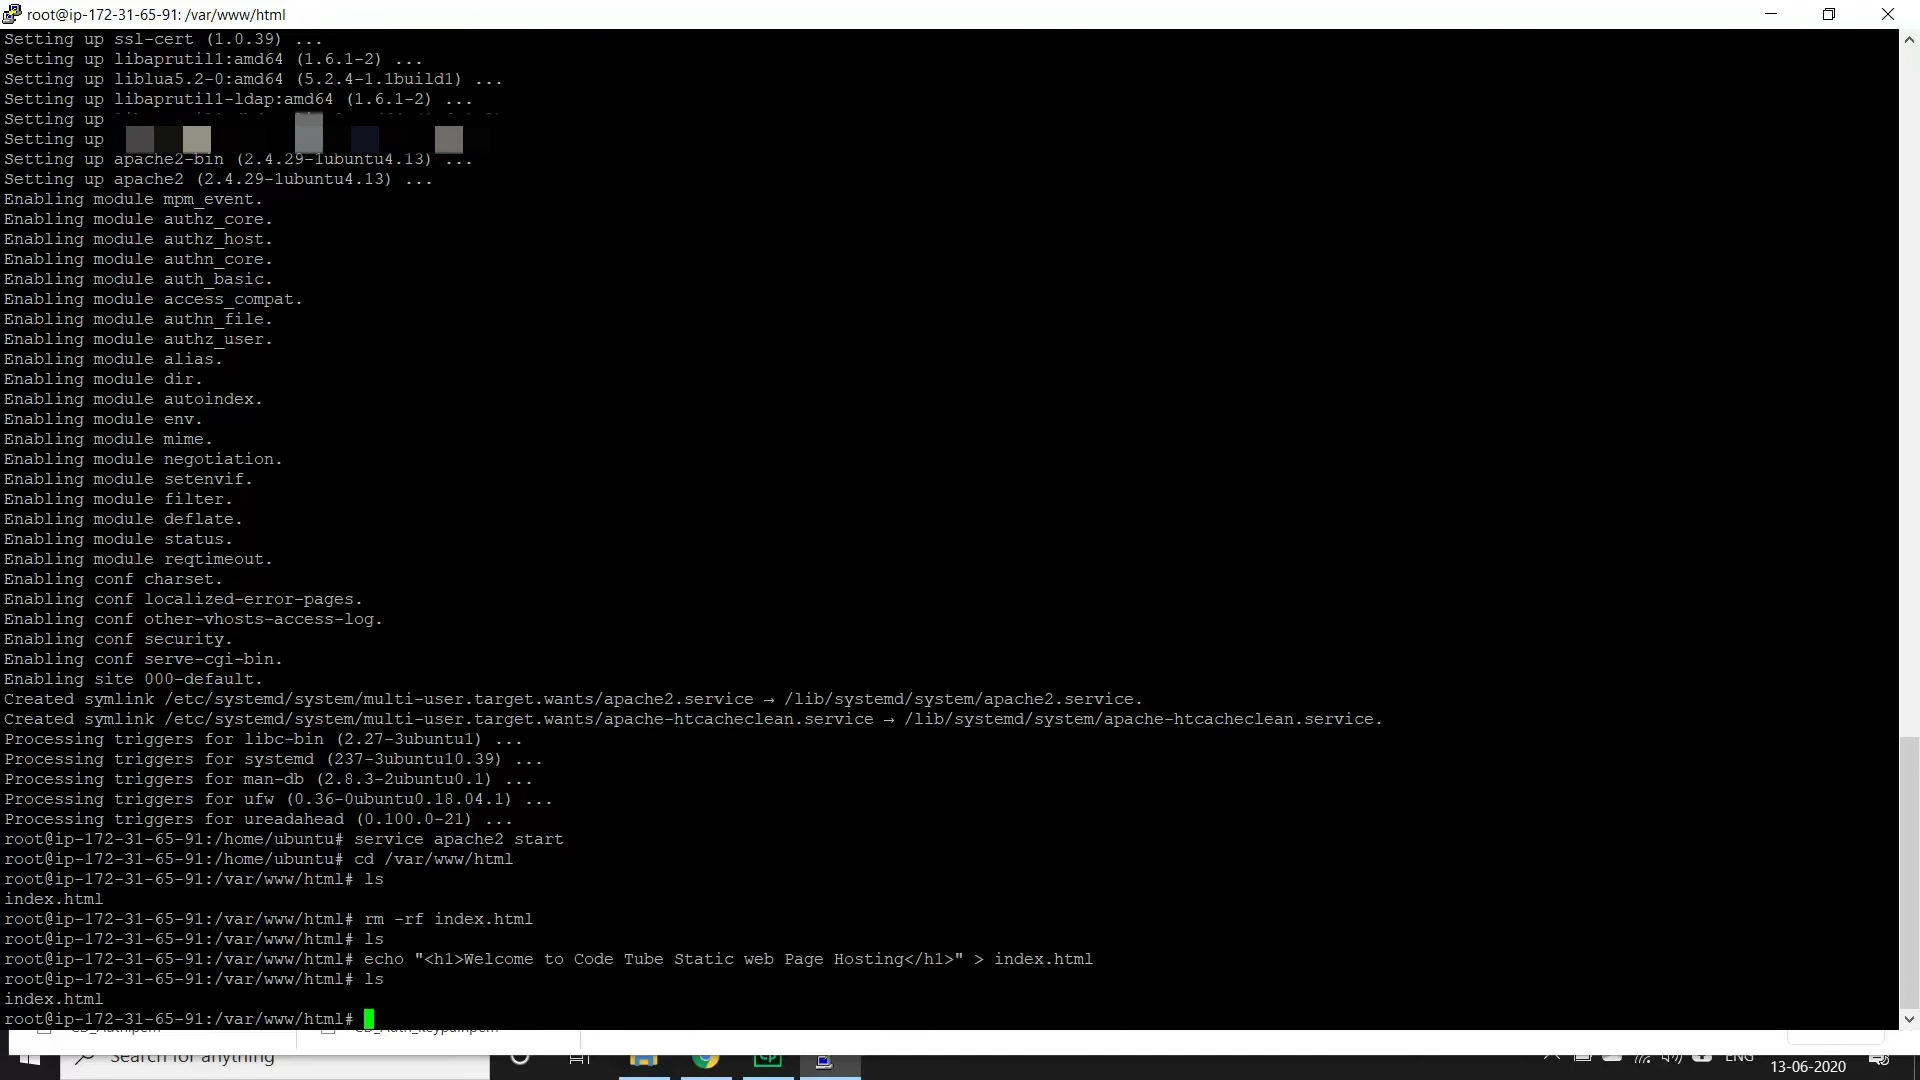 root@ip-172-31-65-91: /var/www/html
Setting up ssl-cert (1.0.39) ...
Setting up libaprutil1:amd64 (1.6.1-2) ...
Setting up liblua5.2-0:amd64 (5.2.4-1.1build1) ...
Setting up libaprutil1-ldap:amd64 (1.6.1-2) ...
Setting up
Setting up
Setting up apache2-bin (2.4.29-1ubuntu4.13) ...
Setting up apache2 (2.4.29-1ubuntu4.13) ...
Enabling module mpm_event.
Enabling module authz_core.
Enabling module authz_host.
Enabling module authn_core.
Enabling module auth_basic.
Enabling module access_compat.
Enabling module authn_file.
Enabling module authz_user.
Enabling module alias.
Enabling module dir.
Enabling module autoindex.
Enabling module env.
Enabling module mime.
Enabling module negotiation.
Enabling module setenvif.
Enabling module filter.
Enabling module deflate.
Enabling module status.
Enabling module reqtimeout.
Enabling conf charset.
Enabling conf localized-error-pages.
Enabling conf other-vhosts-access-log.
Enabling conf security.
Enabling conf serve-cgi-bin.
Enabling site 000-default.
Created symlink /etc/systemd/system/multi-user.target.wants/apache2.service → /lib/systemd/system/apache2.service.
Created symlink /etc/systemd/system/multi-user.target.wants/apache-htcacheclean.service → /lib/systemd/system/apache-htcacheclean.service.
Processing triggers for libc-bin (2.27-3ubuntu1) ...
Processing triggers for systemd (237-3ubuntu10.39) ...
Processing triggers for man-db (2.8.3-2ubuntu0.1) ...
Processing triggers for ufw (0.36-0ubuntu0.18.04.1) ...
Processing triggers for ureadahead (0.100.0-21) ...
root@ip-172-31-65-91:/home/ubuntu# service apache2 start
root@ip-172-31-65-91:/home/ubuntu# cd /var/www/html
root@ip-172-31-65-91:/var/www/html# ls
index.html
root@ip-172-31-65-91:/var/www/html# rm -rf index.html
root@ip-172-31-65-91:/var/www/html# ls
root@ip-172-31-65-91:/var/www/html# echo "<h1>Welcome to Code Tube Static web Page Hosting</h1>" > index.html
root@ip-172-31-65-91:/var/www/html# ls
index.html
root@ip-172-31-65-91:/var/www/html#
Search for anything
ENG
13-06-2020